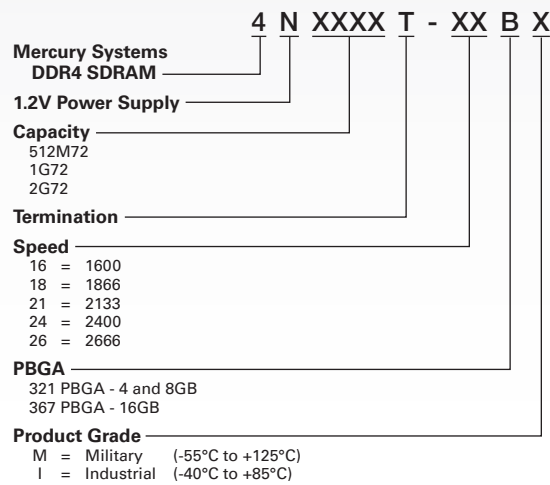 4 N XXXX T - XX B X
Mercury Systems
DDR4 SDRAM
1.2V Power Supply
Capacity
512M72
1G72
2G72
Termination
Speed
16 = 1600
18 = 1866
21 = 2133
24 = 2400
26 = 2666
PBGA
321 PBGA - 4 and 8GB
367 PBGA - 16GB
Product Grade
M = Military (-55°C to +125°C)
I = Industrial (-40°C to +85°C)